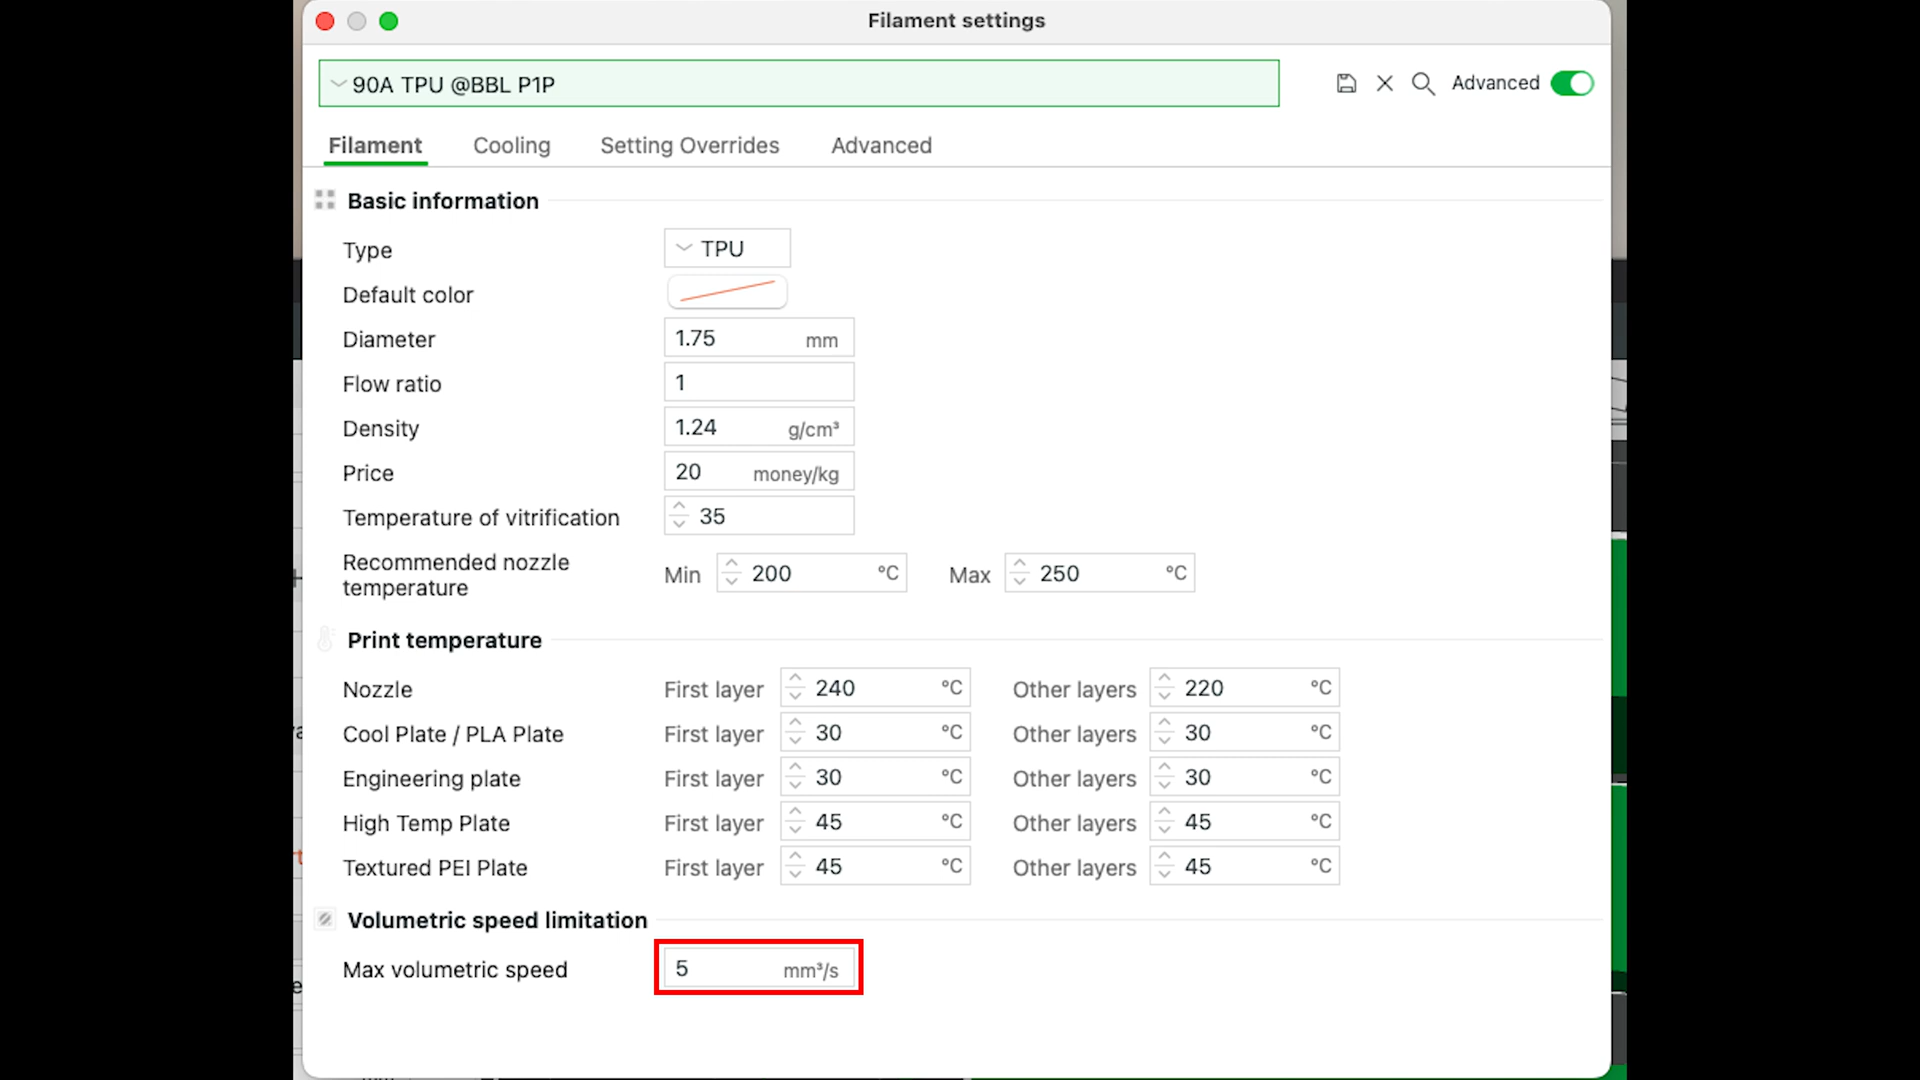 Filament settings
90A TPU @BBL P1P
Advanced
Filament Cooling Setting Overrides Advanced
Basic information
Type TPU
Default color
Diameter 1.75 mm
Flow ratio 1
Density 1.24 g/cm³
Price 20 money/kg
Temperature of vitrification 35
Recommended nozzle
temperature
Min 200 °C Max 250 °C
Print temperature
Nozzle First layer 240 °C Other layers 220 °C
Cool Plate / PLA Plate First layer 30 °C Other layers 30 °C
Engineering plate First layer 30 °C Other layers 30 °C
High Temp Plate First layer 45 °C Other layers 45 °C
Textured PEI Plate First layer 45 °C Other layers 45 °C
Volumetric speed limitation
Max volumetric speed 5 mm³/s